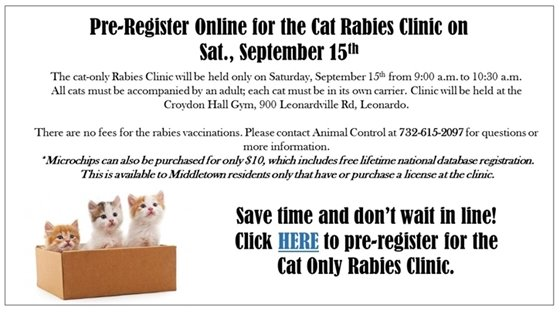 Pre-Register Online for the Cat Rabies Clinic on
Sat., September 15th
The cat-only Rabies Clinic will be held only on Saturday, September 15th from 9:00 a.m. to 10:30 a.m.
All cats must be accompanied by an adult; each cat must be in its own carrier. Clinic will be held at the
Croydon Hall Gym, 900 Leonardville Rd, Leonardo.
There are no fees for the rabies vaccinations. Please contact Animal Control at 732-615-2097 for questions or
more information.
*Microchips can also be purchased for only $10, which includes free lifetime national database registration.
This is available to Middletown residents only that have or purchase a license at the clinic.
Save time and don't wait in line!
Click HERE to pre-register for the
Cat Only Rabies Clinic.